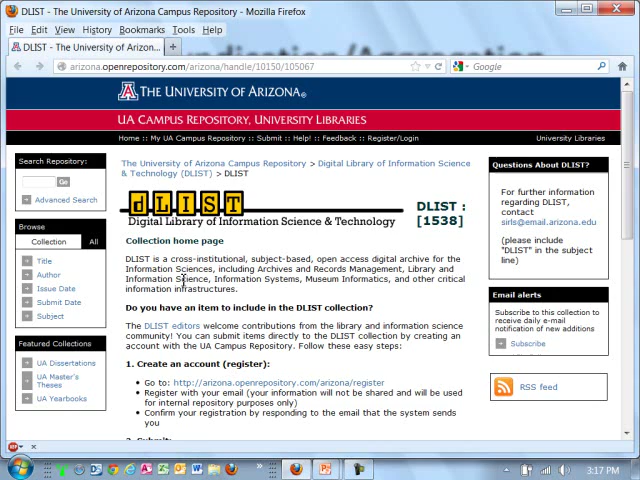 DLIST - The University of Arizona Campus Repository - Mozilla Firefox
File Edit View History Bookmarks Tools Help
DLIST - The University of Arizon...
arizona.openrepository.com/arizona/handle/10150/105067
Google
THE UNIVERSITY OF ARIZONA®
UA CAMPUS REPOSITORY, UNIVERSITY LIBRARIES
Home :: My UA Campus Repository :: Submit :: Help! :: Feedback :: Register/Login
University Libraries
Search Repository:
Go
Advanced Search
Browse
Collection All
Title
Author
Issue Date
Submit Date
Subject
Featured Collections
UA Dissertations
UA Master's
Theses
UA Yearbooks
The University of Arizona Campus Repository > Digital Library of Information Science
& Technology (DLIST) > DLIST
dLIST
Digital Library of Information Science & Technology
DLIST :
[1538]
Collection home page
DLIST is a cross-institutional, subject-based, open access digital archive for the
Information Sciences, including Archives and Records Management, Library and
Information Science, Information Systems, Museum Informatics, and other critical
information infrastructures.
Do you have an item to include in the DLIST collection?
The DLIST editors welcome contributions from the library and information science
community! You can submit items directly to the DLIST collection by creating an
account with the UA Campus Repository. Follow these easy steps:
1. Create an account (register):
• Go to: http://arizona.openrepository.com/arizona/register
• Register with your email (your information will not be shared and will be used
for internal repository purposes only)
• Confirm your registration by responding to the email that the system sends
you
2. Submit:
Questions About DLIST?
For further information
regarding DLIST,
contact
sirls@email.arizona.edu
(please include
"DLIST" in the subject
line)
Email alerts
Subscribe to this collection to
receive daily e-mail
notification of new additions
Subscribe
RSS feed
3:17 PM